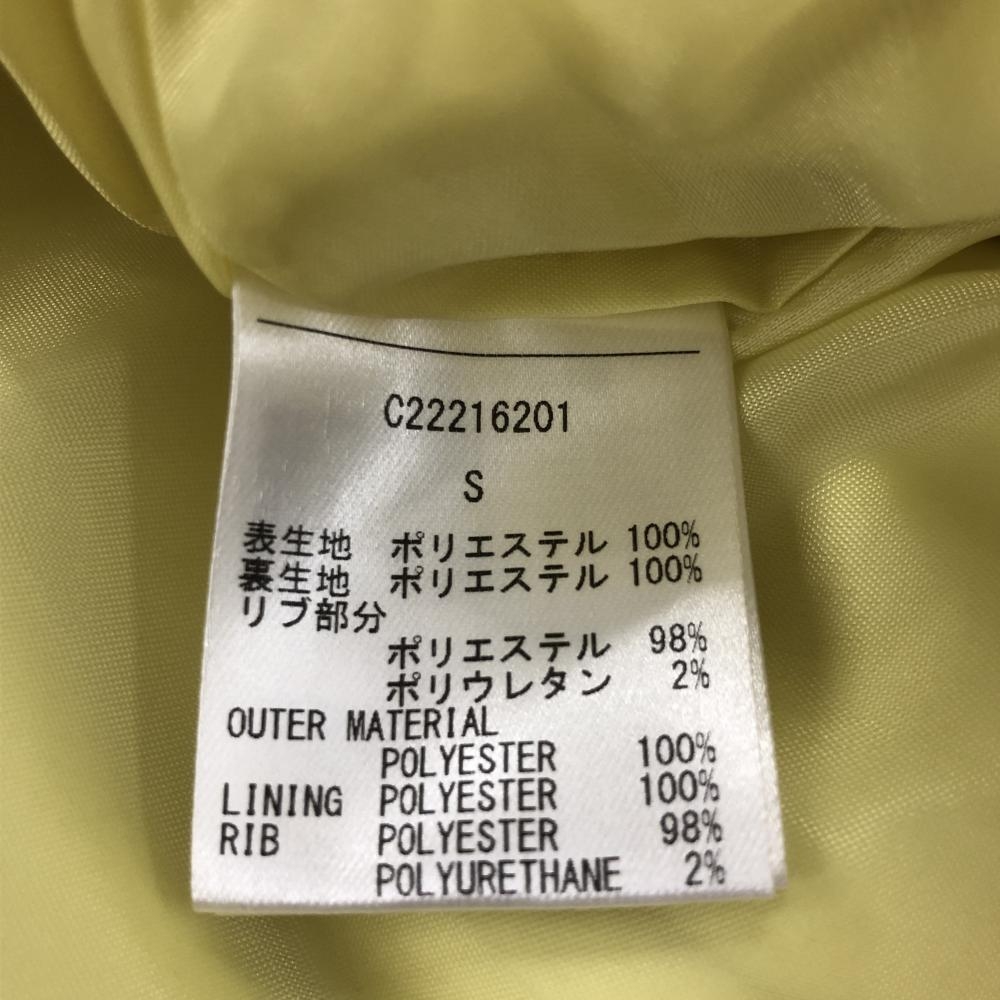 C22216201
S
表生地 ポリエステル 100%
裏生地 ポリエステル 100%
リブ部分
ポリエステル 98%
ポリウレタン 2%
OUTER MATERIAL
POLYESTER 100%
LINING POLYESTER 100%
RIB POLYESTER 98%
POLYURETHANE 2%